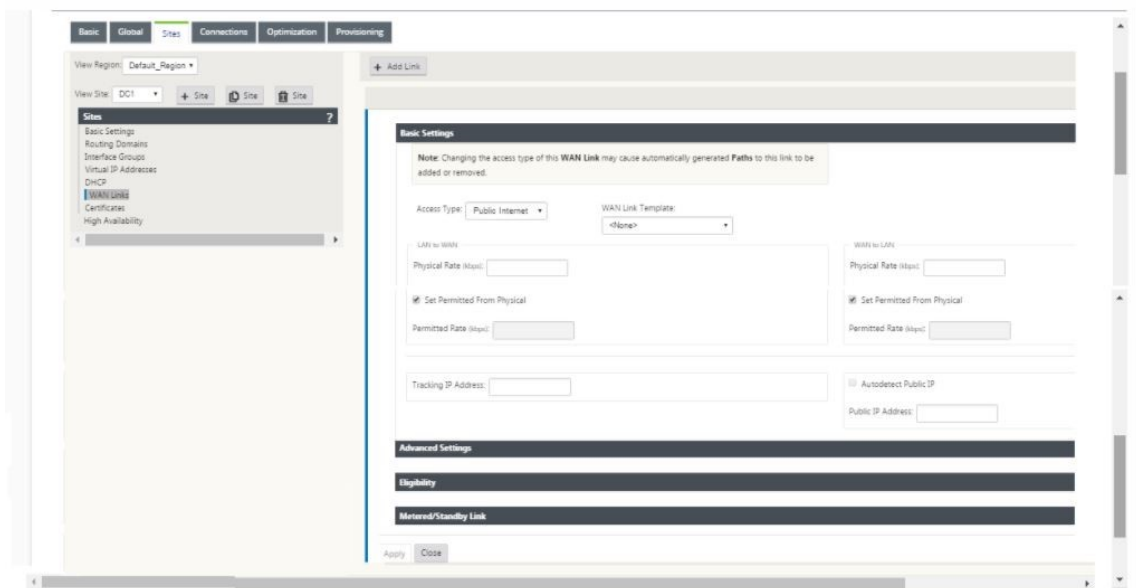 Basic Global Sites Connections Optimization Provisioning
View Region: Default_Region
+ Add Link
View Site: DC1 + Site Site Site
Sites ?
Basic Settings
Routing Domains
Interface Groups
Virtual IP Addresses
DHCP
WAN Links
Certificates
High Availability
Basic Settings
Note: Changing the access type of this WAN Link may cause automatically generated Paths to this link to be
added or removed.
Access Type: Public Internet
WAN Link Template:
<None>
LAN to WAN
Physical Rate (kbps):
Set Permitted From Physical
Permitted Rate (kbps):
WAN to LAN
Physical Rate (kbps):
Set Permitted From Physical
Permitted Rate (kbps):
Tracking IP Address:
Autodetect Public IP
Public IP Address:
Advanced Settings
Eligibility
Metered/Standby Link
Apply Close